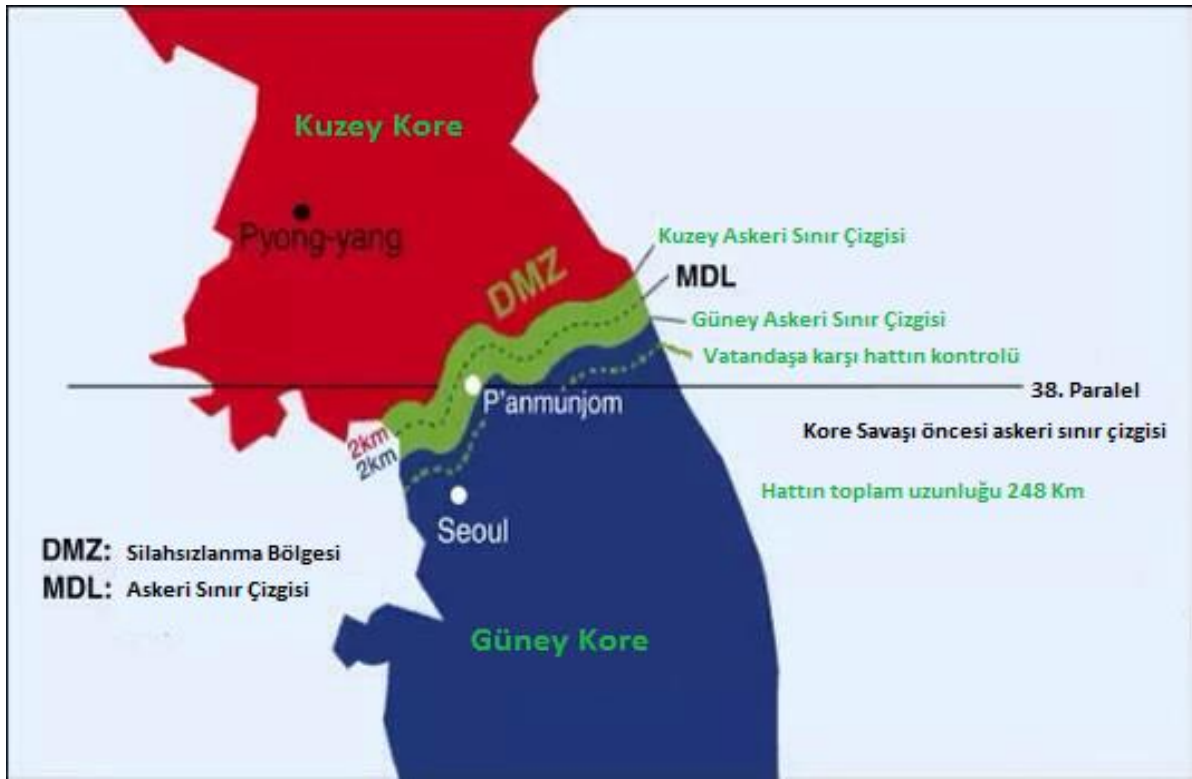 Kuzey Kore
Pyong-yang
Kuzey Askeri Sınır Çizgisi
DMZ
MDL
Güney Askeri Sınır Çizgisi
Vatandaşa karşı hattın kontrolü
38. Paralel
P'anmunjom
Kore Savaşı öncesi askeri sınır çizgisi
2km
2km
Hattın toplam uzunluğu 248 Km
Seoul
DMZ: Silahsızlanma Bölgesi
MDL: Askeri Sınır Çizgisi
Güney Kore